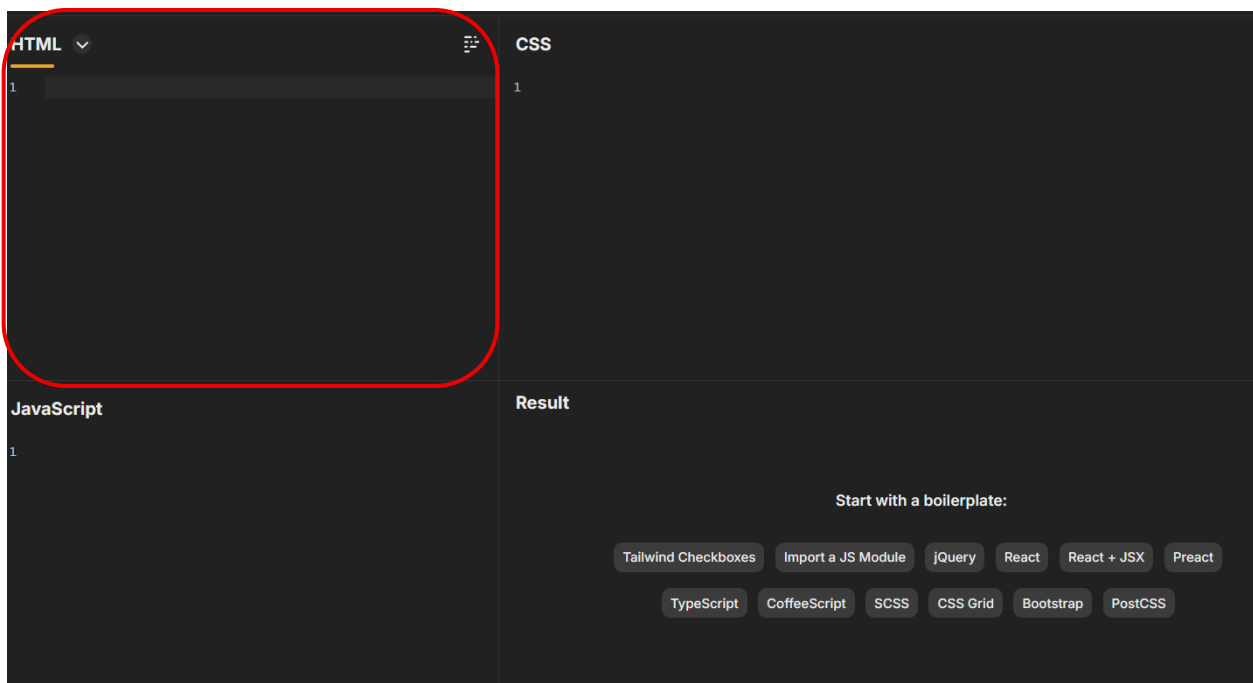 HTML
1
CSS
1
JavaScript
1
Result
Start with a boilerplate:
Tailwind Checkboxes Import a JS Module jQuery React React + JSX Preact
TypeScript CoffeeScript SCSS CSS Grid Bootstrap PostCSS